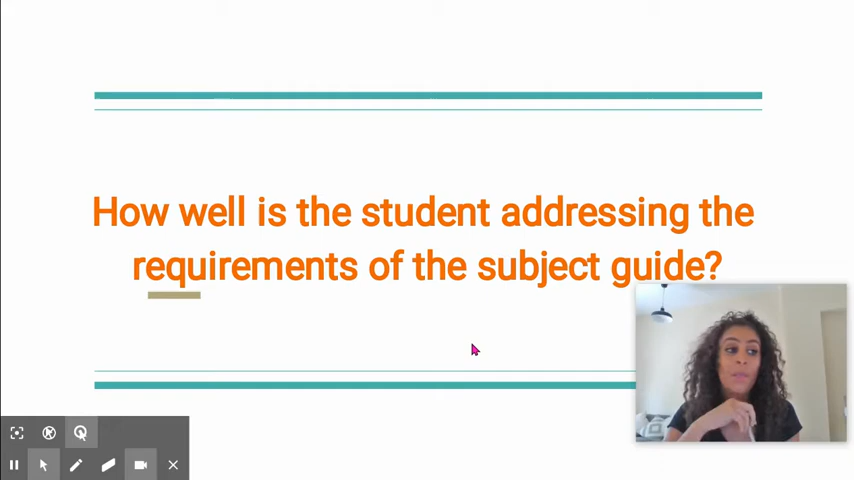 How well is the student addressing the
requirements of the subject guide?